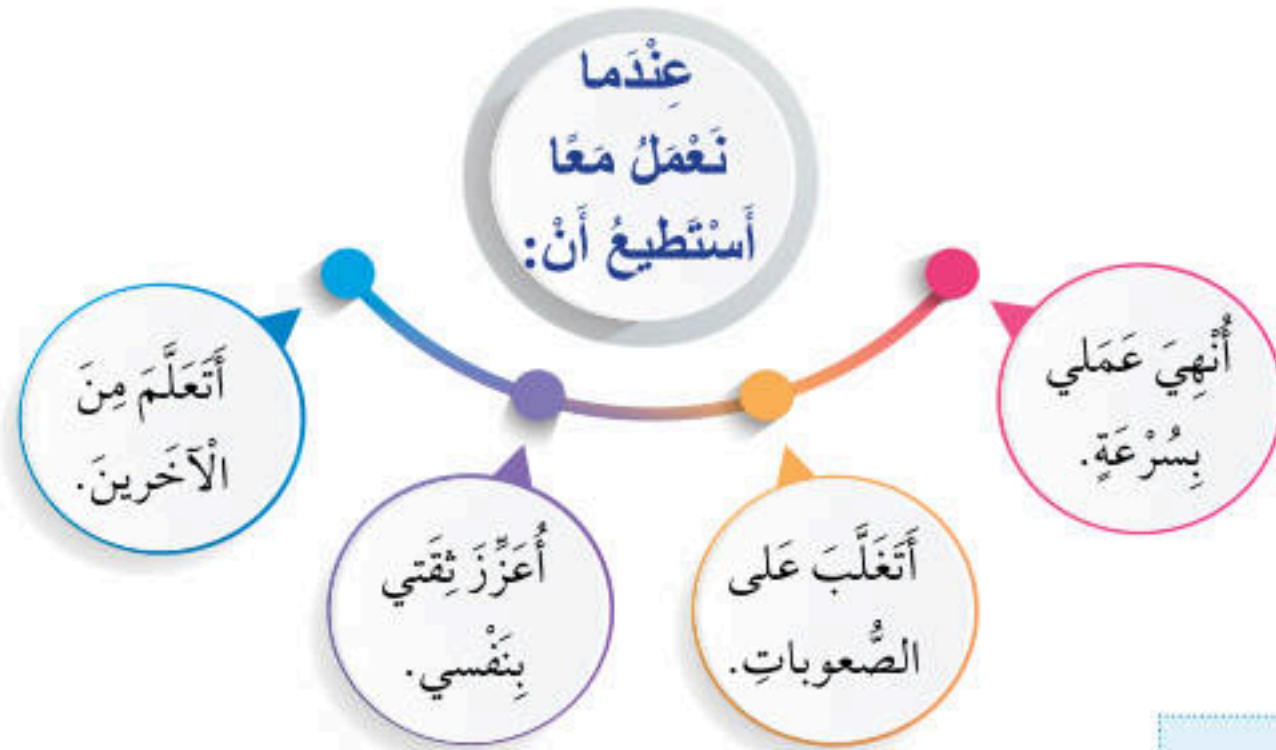 عِنْدَما
نَعْمَلُ مَعًا
أَسْتَطيعُ أَنْ:
أُنْهِيَ عَمَلي
بِسُرْعَةٍ.
أَتَغَلَّبَ عَلى
الصُّعوباتِ.
أُعَزِّزَ ثِقَتي
بِنَفْسي.
أَتَعَلَّمَ مِنَ
الْآخَرينَ.